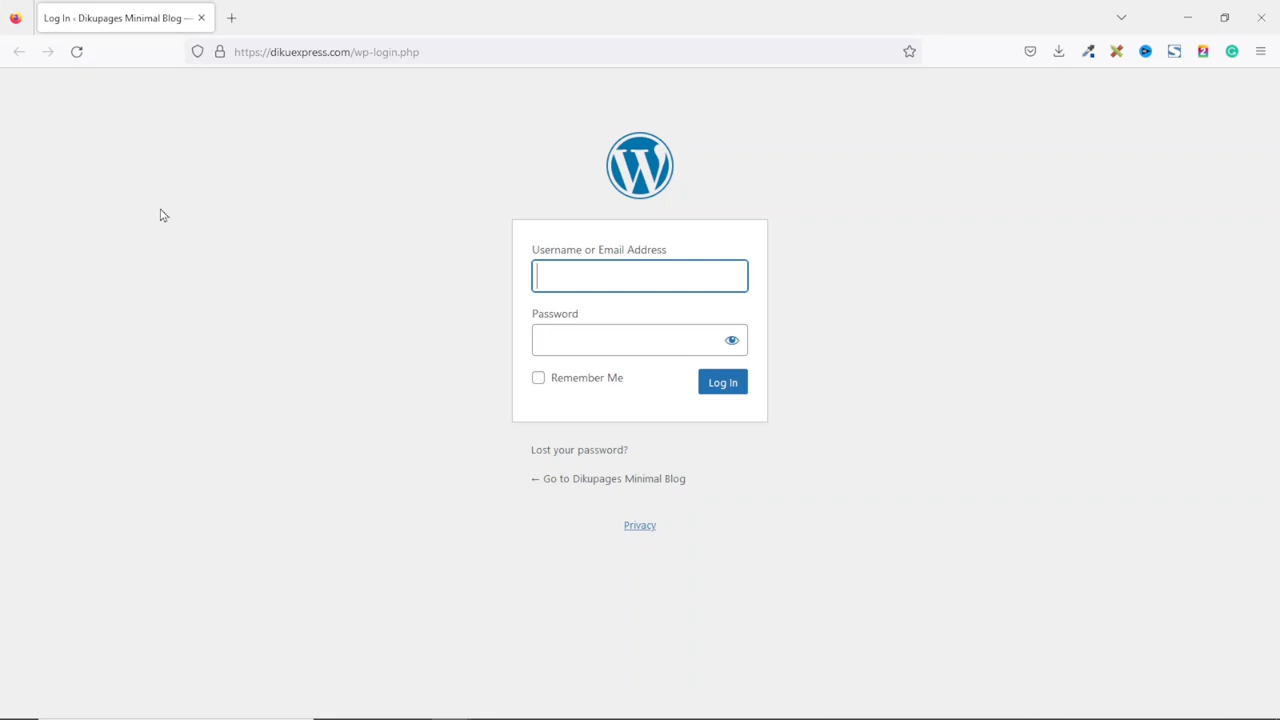 Log In ‹ Dikupages Minimal Blog —
https://dikuexpress.com/wp-login.php
Username or Email Address
Password
Remember Me
Log In
Lost your password?
← Go to Dikupages Minimal Blog
Privacy